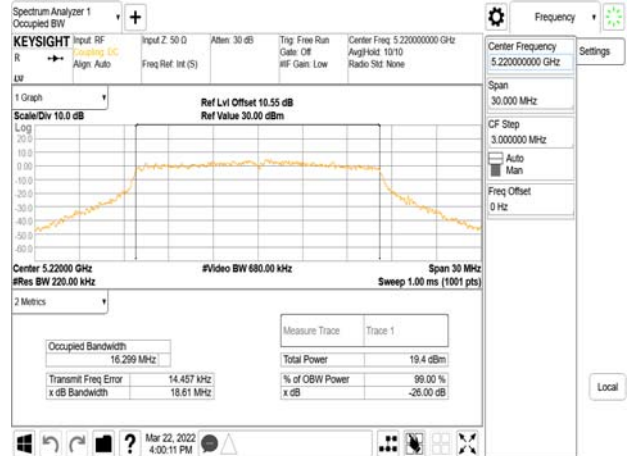 Spectrum Analyzer 1
Occupied BW
+
Frequency
KEYSIGHT
R
Input: RF
Coupling: DC
Align: Auto
Input Z: 50 Ω
Freq Ref: Int (S)
Atten: 30 dB
Trig: Free Run
Gate: Off
#IF Gain: Low
Center Freq: 5.220000000 GHz
Avg|Hold: 10/10
Radio Std: None
Center Frequency
5.220000000 GHz
Settings
Span
30.000 MHz
CF Step
3.000000 MHz
Auto
Man
Freq Offset
0 Hz
1 Graph
Scale/Div 10.0 dB
Ref Lvl Offset 10.55 dB
Ref Value 30.00 dBm
Log
20.0
10.0
0.00
-10.0
-20.0
-30.0
-40.0
-50.0
-60.0
Center 5.22000 GHz
#Res BW 220.00 kHz
#Video BW 680.00 kHz
Span 30 MHz
Sweep 1.00 ms (1001 pts)
2 Metrics
Measure Trace
Trace 1
Occupied Bandwidth
16.299 MHz
Total Power
19.4 dBm
Transmit Freq Error
14.457 kHz
% of OBW Power
99.00 %
x dB Bandwidth
18.61 MHz
x dB
-26.00 dB
Local
?
Mar 22, 2022
4:00:11 PM